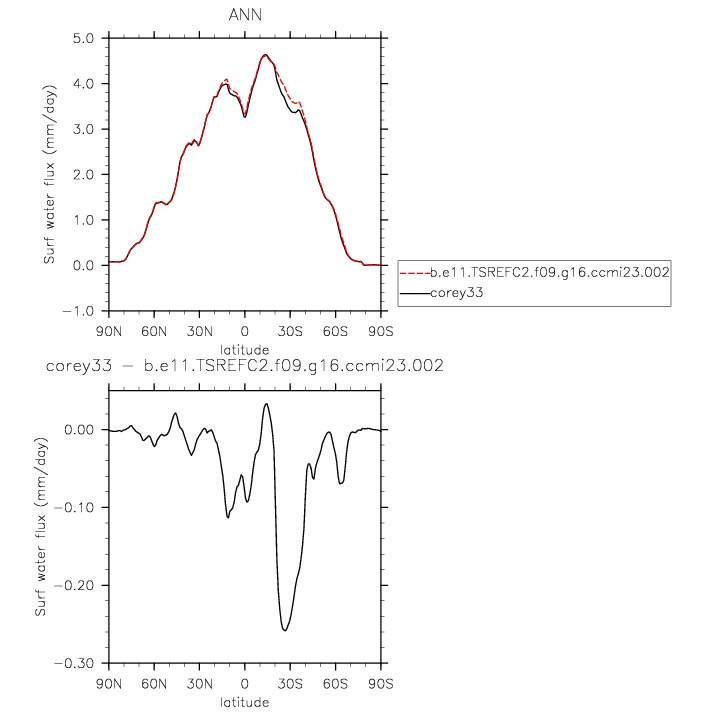 ANN
5.0
4.0
3.0
2.0
1.0
0.0
−1.0
Surf water flux (mm/day)
90N 60N 30N 0 30S 60S 90S
latitude
b.e11.TSREFC2.f09.g16.ccmi23.002
corey33
corey33 − b.e11.TSREFC2.f09.g16.ccmi23.002
0.00
−0.10
−0.20
−0.30
Surf water flux (mm/day)
90N 60N 30N 0 30S 60S 90S
latitude